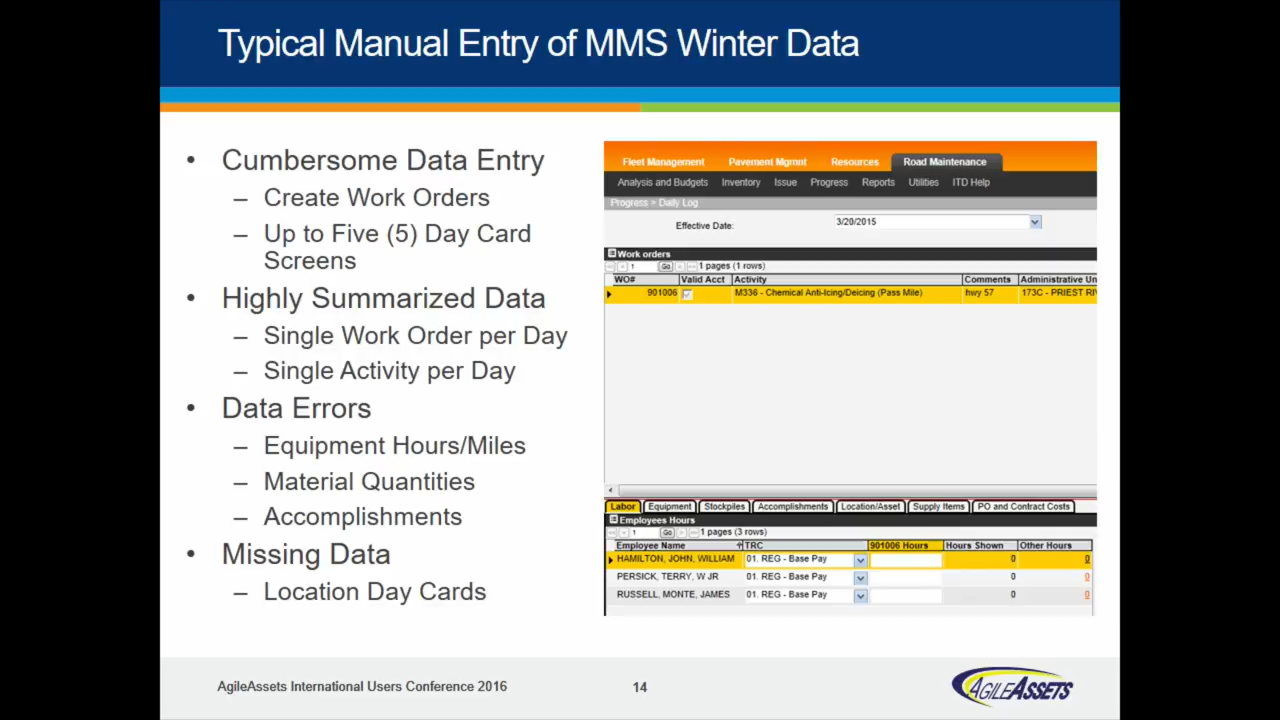 Typical Manual Entry of MMS Winter Data
• Cumbersome Data Entry
– Create Work Orders
– Up to Five (5) Day Card
Screens
• Highly Summarized Data
– Single Work Order per Day
– Single Activity per Day
• Data Errors
– Equipment Hours/Miles
– Material Quantities
– Accomplishments
• Missing Data
– Location Day Cards
Fleet Management Pavement Mgmnt Resources Road Maintenance
Analysis and Budgets Inventory Issue Progress Reports Utilities ITD Help
Progress > Daily Log
Effective Date: 3/20/2015
Work orders
1 Go 1 pages (1 rows)
WO# Valid Acct Activity Comments Administrative Un
901006 M336 - Chemical Anti-Icing/Deicing (Pass Mile) hwy 57 173C - PRIEST RIV
Labor Equipment Stockpiles Accomplishments Location/Asset Supply Items PO and Contract Costs
Employees Hours
1 Go 1 pages (3 rows)
Employee Name TRC 901006 Hours Hours Shown Other Hours
HAMILTON, JOHN, WILLIAM 01. REG - Base Pay 0 0
PERSICK, TERRY, W JR 01. REG - Base Pay 0 0
RUSSELL, MONTE, JAMES 01. REG - Base Pay 0 0
AgileAssets International Users Conference 2016 14 AGILEASSETS